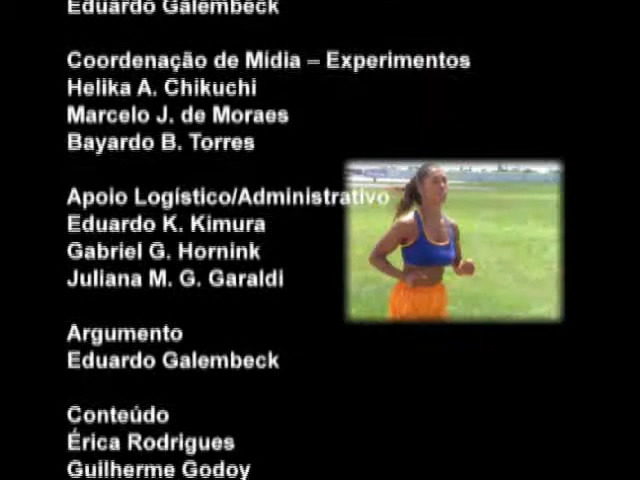 Eduardo Galembeck
Coordenação de Mídia – Experimentos
Helika A. Chikuchi
Marcelo J. de Moraes
Bayardo B. Torres
Apoio Logístico/Administrativo
Eduardo K. Kimura
Gabriel G. Hornink
Juliana M. G. Garaldi
Argumento
Eduardo Galembeck
Conteúdo
Érica Rodrigues
Guilherme Godoy